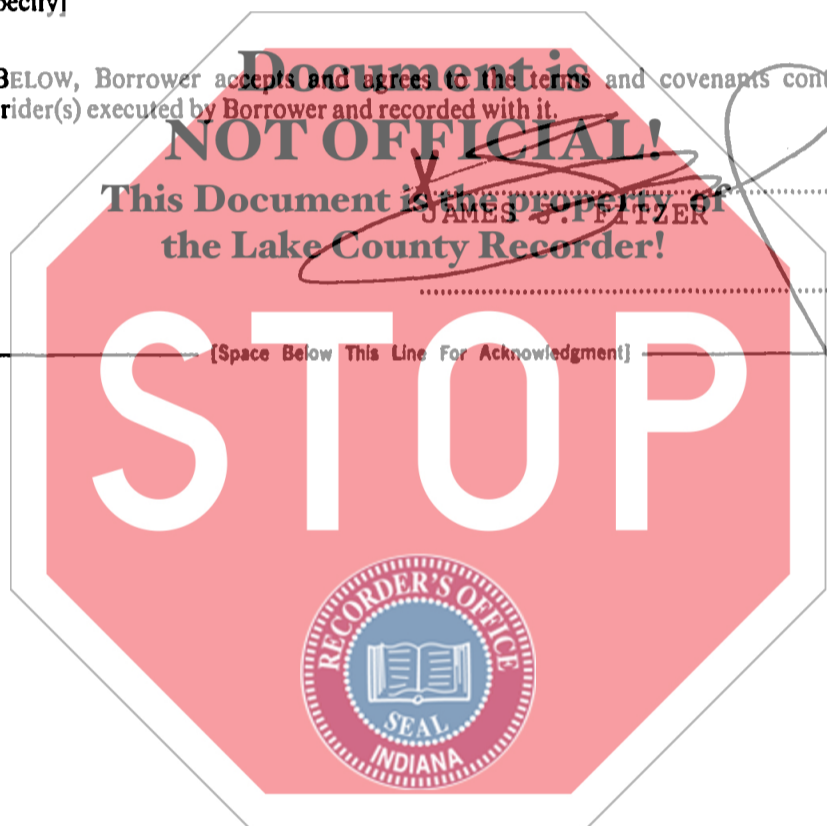 pecify]
Document is
BELOW, Borrower accepts and agrees to the terms and covenants cont
rider(s) executed by Borrower and recorded with it.
NOT OFFICIAL!
This Document is the property of
JAMES J. FITZER
the Lake County Recorder!
[Space Below This Line For Acknowledgment]
STOP
RECORDER'S OFFICE
SEAL
INDIANA